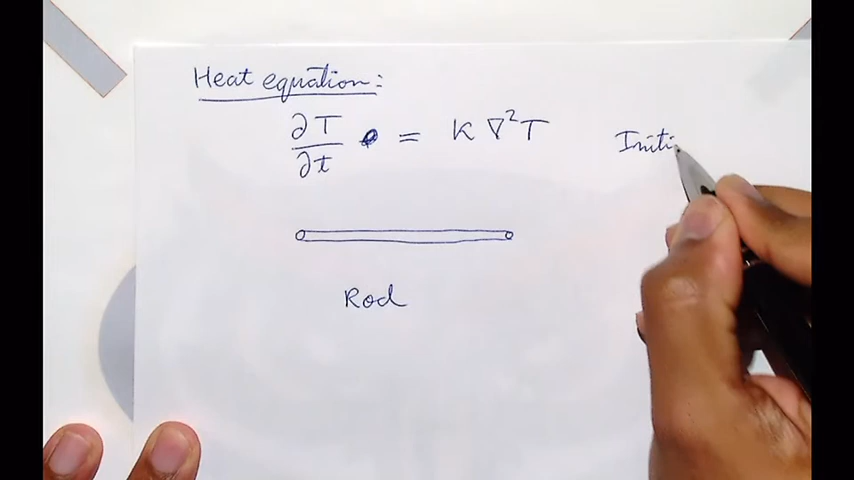 Heat equation:
∂T/∂t = K ∇²T
Initi
Rod